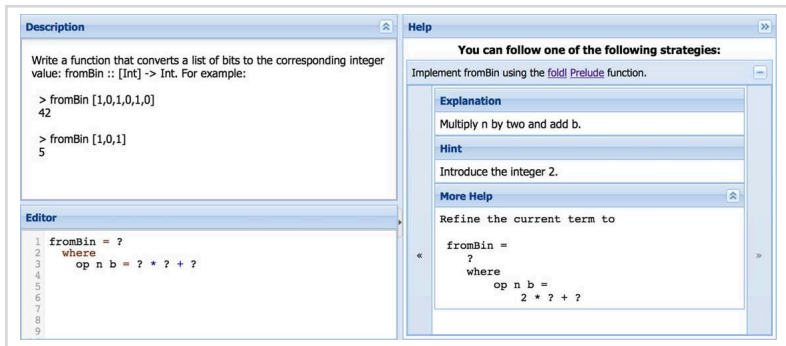 Description
Write a function that converts a list of bits to the corresponding integer
value: fromBin :: [Int] -> Int. For example:
> fromBin [1,0,1,0,1,0]
42
> fromBin [1,0,1]
5
Editor
1 fromBin = ?
2 where
3 op n b = ? * ? + ?
4
5
6
7
8
9
Help
You can follow one of the following strategies:
Implement fromBin using the foldl Prelude function.
Explanation
Multiply n by two and add b.
Hint
Introduce the integer 2.
More Help
Refine the current term to
fromBin =
?
where
op n b =
2 * ? + ?
«
»